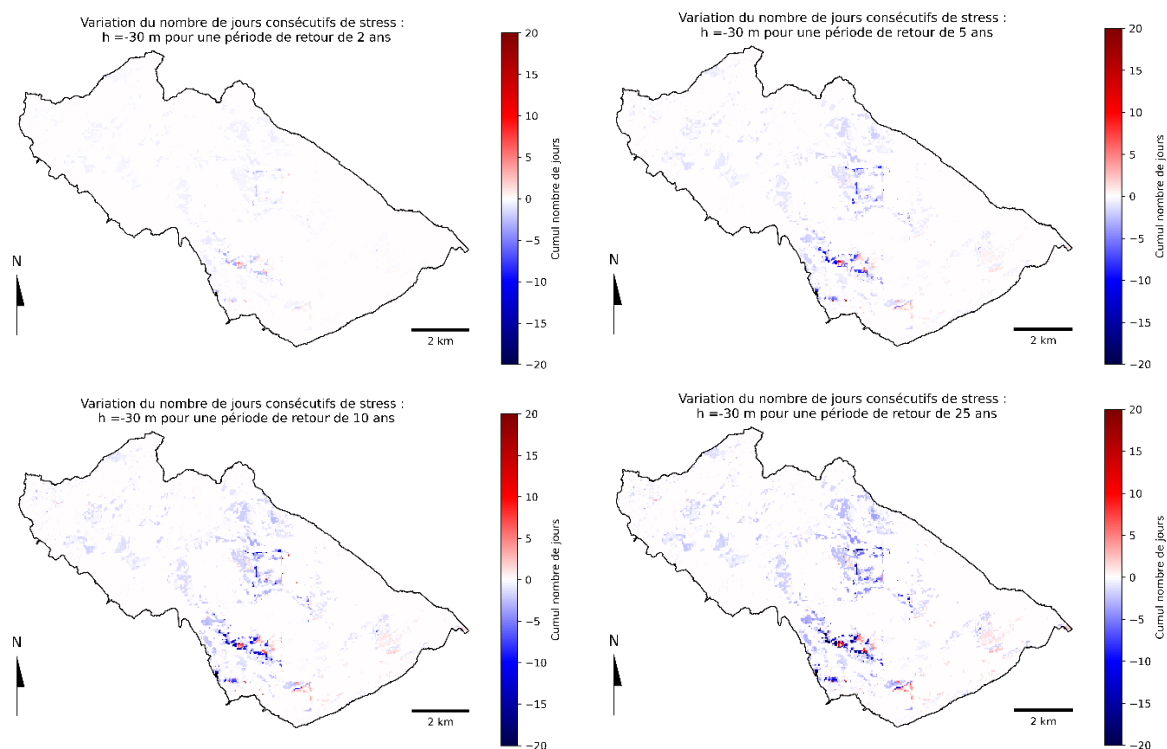 Variation du nombre de jours consécutifs de stress :
h =-30 m pour une période de retour de 2 ans
20
15
10
5
0
−5
−10
−15
−20
Cumul nombre de jours
N
2 km
Variation du nombre de jours consécutifs de stress :
h =-30 m pour une période de retour de 5 ans
20
15
10
5
0
−5
−10
−15
−20
Cumul nombre de jours
N
2 km
Variation du nombre de jours consécutifs de stress :
h =-30 m pour une période de retour de 10 ans
20
15
10
5
0
−5
−10
−15
−20
Cumul nombre de jours
N
2 km
Variation du nombre de jours consécutifs de stress :
h =-30 m pour une période de retour de 25 ans
20
15
10
5
0
−5
−10
−15
−20
Cumul nombre de jours
N
2 km